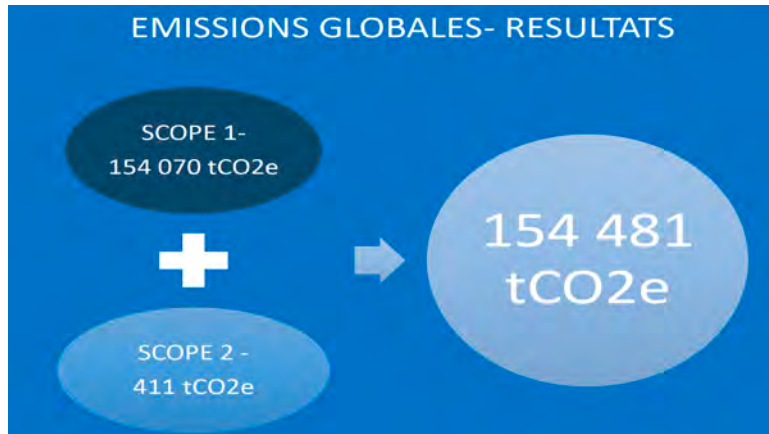 EMISSIONS GLOBALES- RESULTATS
SCOPE 1-
154 070 tCO2e
SCOPE 2 -
411 tCO2e
154 481
tCO2e